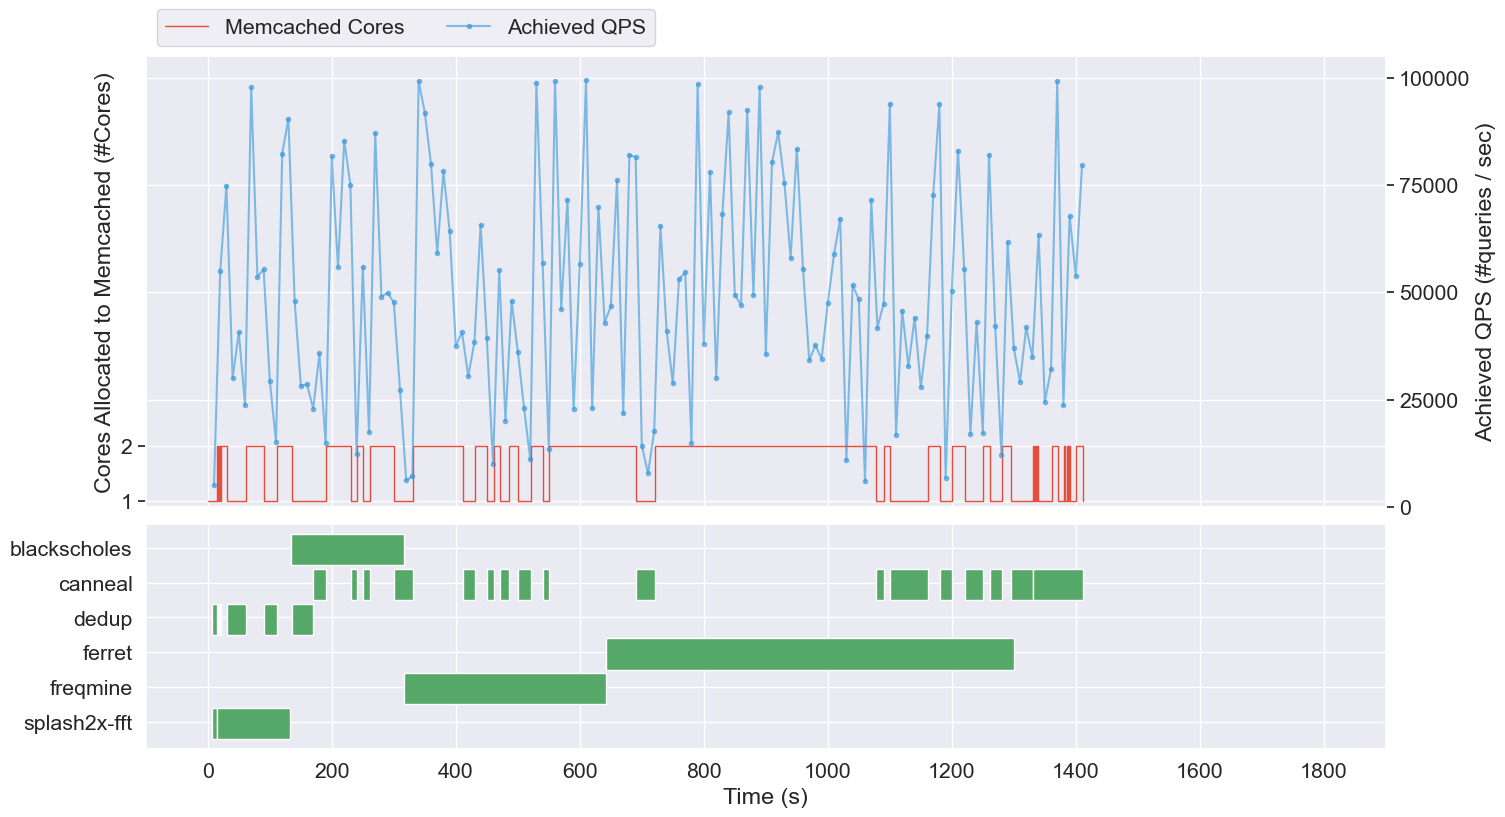 Memcached Cores
Achieved QPS
Cores Allocated to Memcached (#Cores)
2
1
100000
75000
50000
25000
0
Achieved QPS (#queries / sec)
blackscholes
canneal
dedup
ferret
freqmine
splash2x-fft
0 200 400 600 800 1000 1200 1400 1600 1800
Time (s)